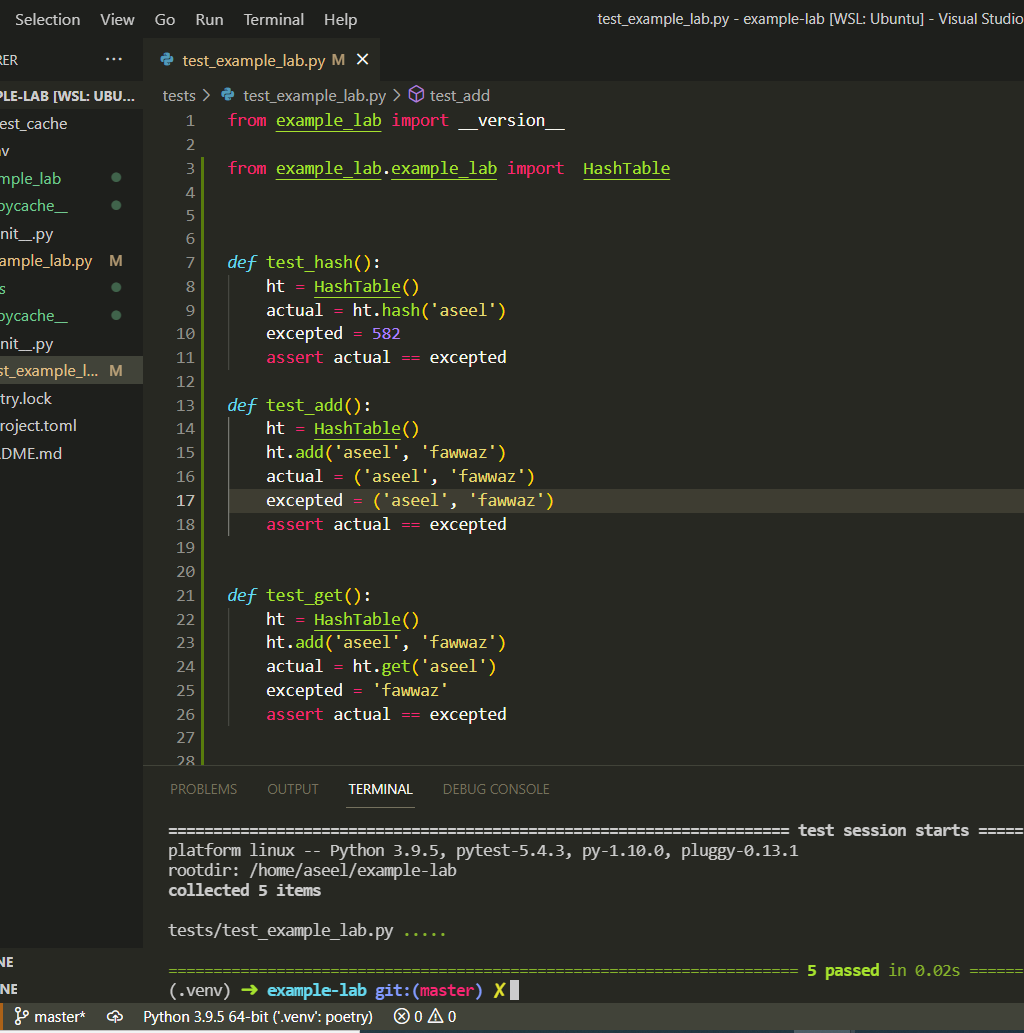 Selection View Go Run Terminal Help test_example_lab.py - example-lab [WSL: Ubuntu] - Visual Studio
RER ... test_example_lab.py M ✕
PLE-LAB [WSL: UBU... tests > test_example_lab.py > test_add
est_cache
nv
mple_lab
pycache__
nit__.py
ample_lab.py M
s
pycache__
nit__.py
st_example_l... M
try.lock
roject.toml
DME.md
NE
NE
1 from example_lab import __version__
2
3 from example_lab.example_lab import HashTable
4
5
6
7 def test_hash():
8 ht = HashTable()
9 actual = ht.hash('aseel')
10 excepted = 582
11 assert actual == excepted
12
13 def test_add():
14 ht = HashTable()
15 ht.add('aseel', 'fawwaz')
16 actual = ('aseel', 'fawwaz')
17 excepted = ('aseel', 'fawwaz')
18 assert actual == excepted
19
20
21 def test_get():
22 ht = HashTable()
23 ht.add('aseel', 'fawwaz')
24 actual = ht.get('aseel')
25 excepted = 'fawwaz'
26 assert actual == excepted
27
28
PROBLEMS OUTPUT TERMINAL DEBUG CONSOLE
===================================================================== test session starts =====
platform linux -- Python 3.9.5, pytest-5.4.3, py-1.10.0, pluggy-0.13.1
rootdir: /home/aseel/example-lab
collected 5 items
tests/test_example_lab.py .....
====================================================================== 5 passed in 0.02s ======
(.venv) ➜ example-lab git:(master) ✗
master* Python 3.9.5 64-bit ('.venv': poetry) 0 0